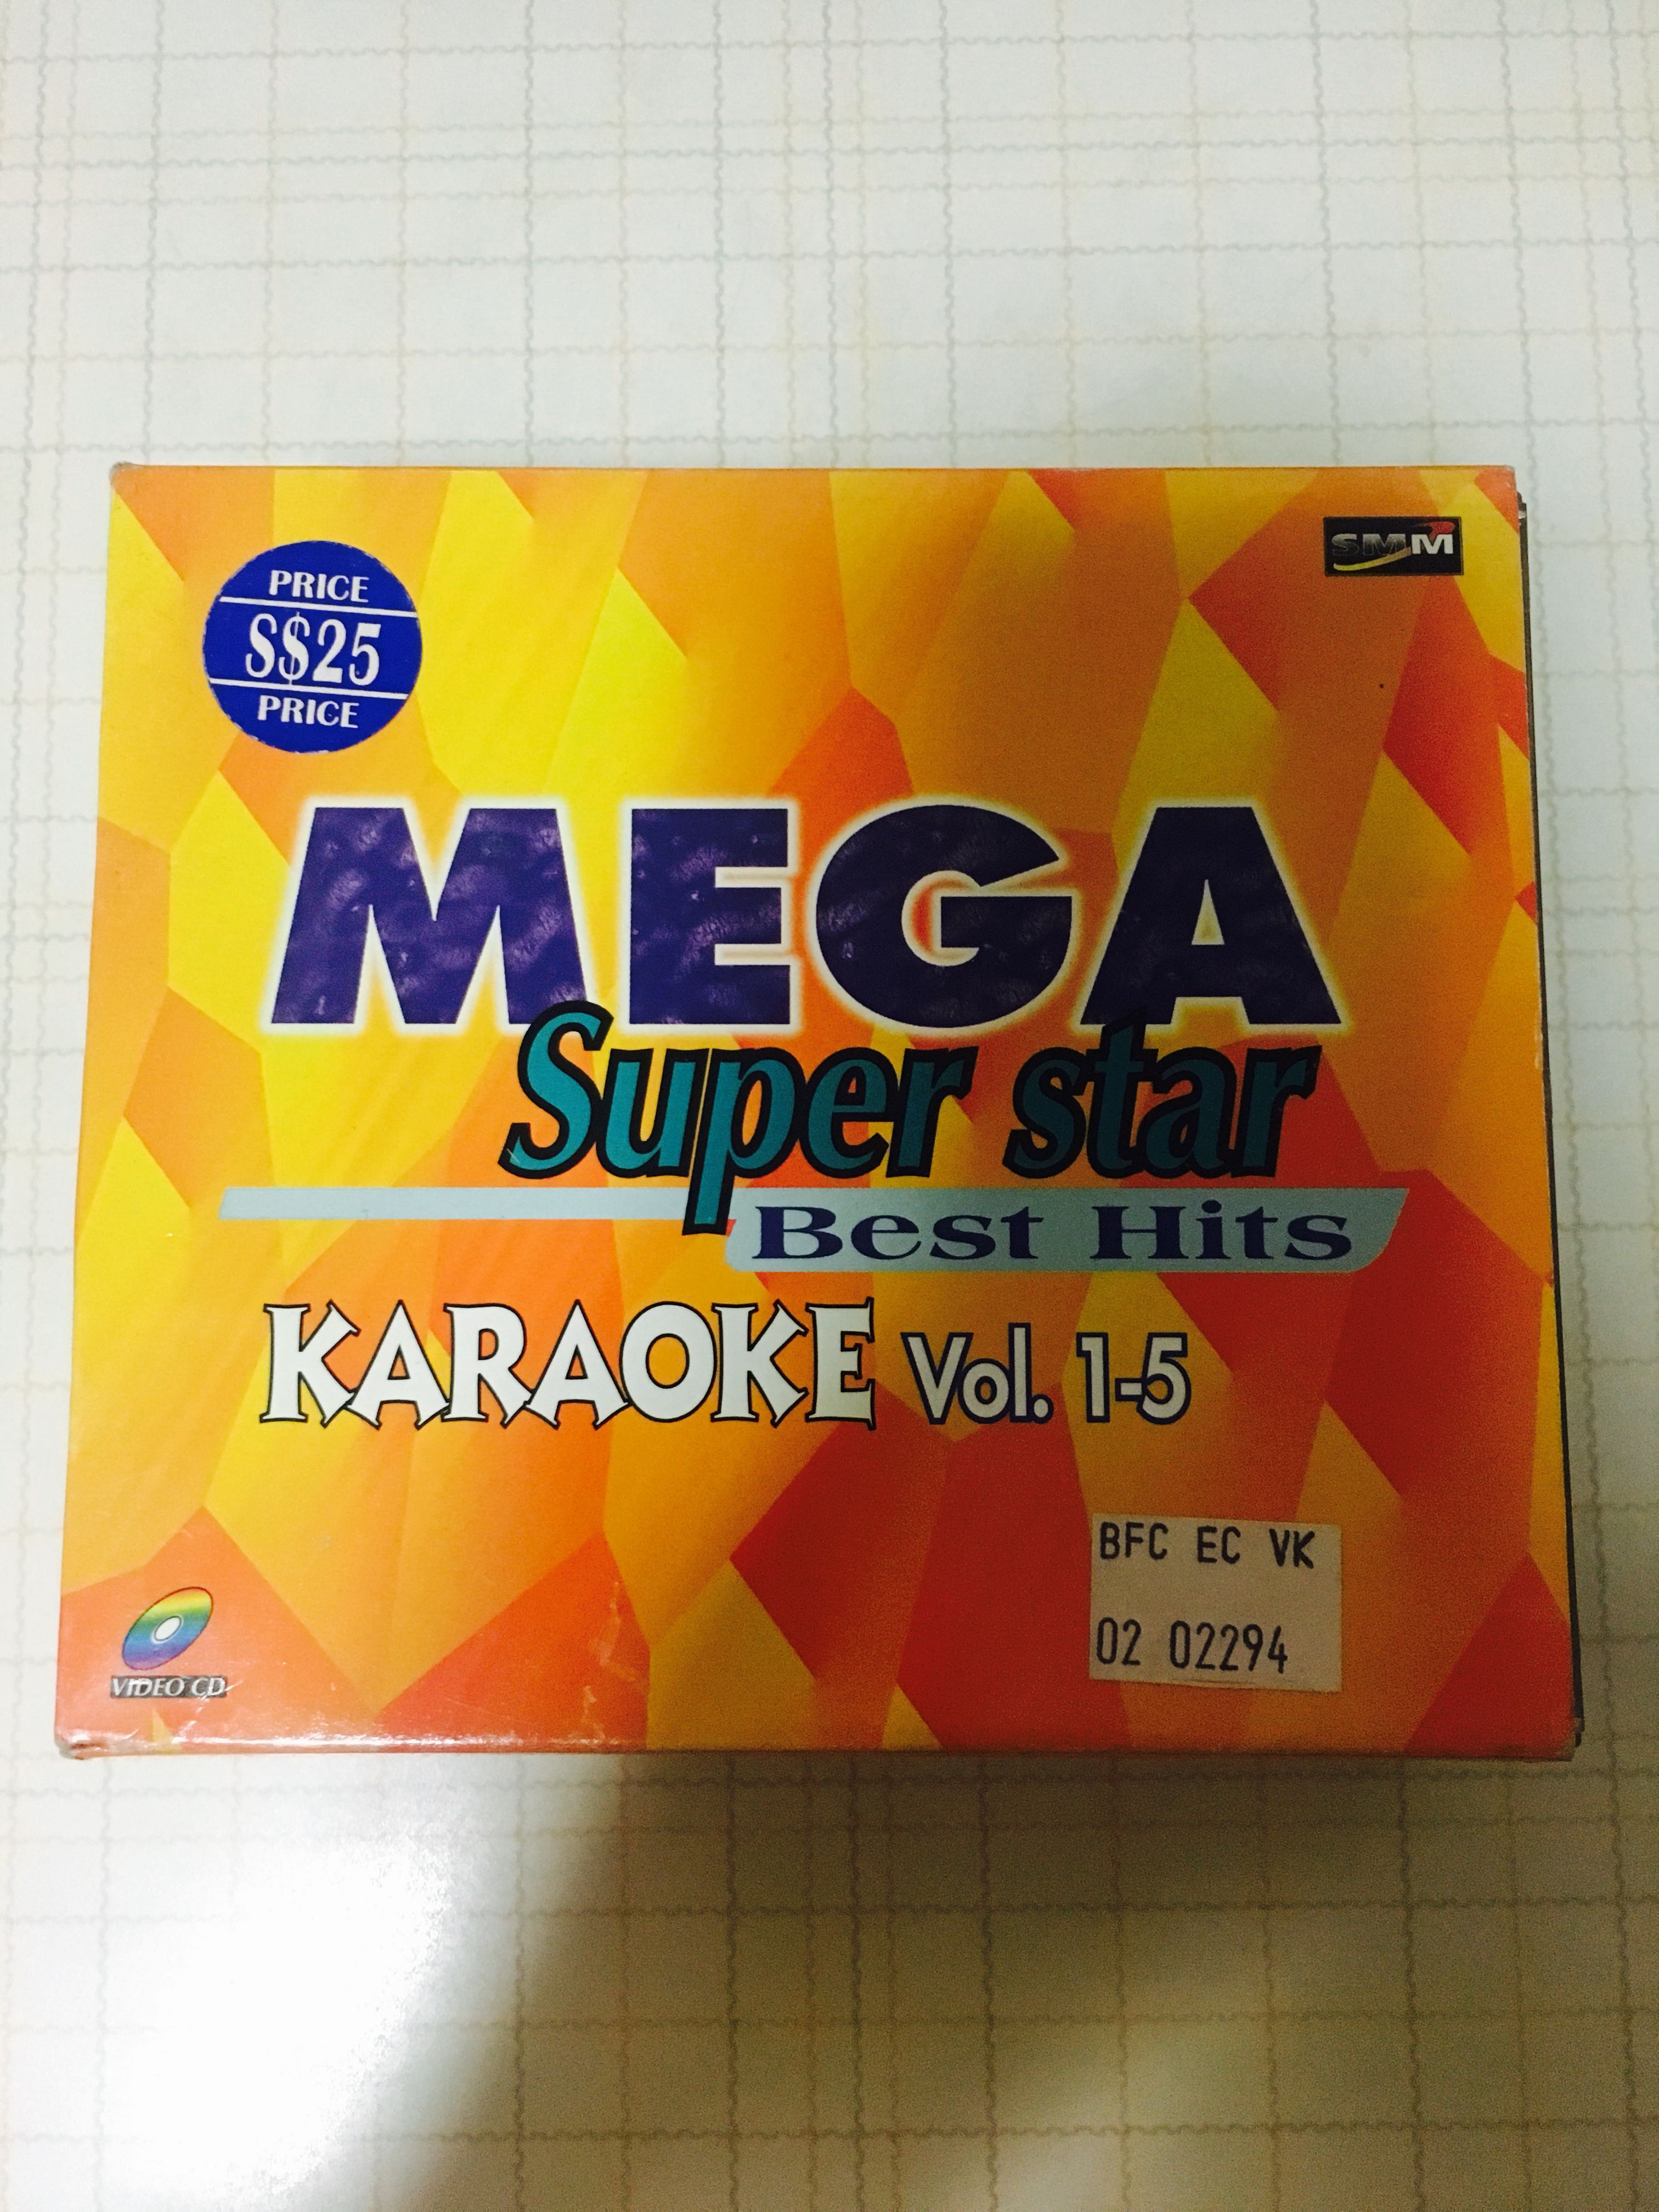 PRICE
S$25
PRICE
SMM
MEGA
Super star
Best Hits
KARAOKE Vol. 1-5
BFC EC VK
02 02294
VIDEO CD